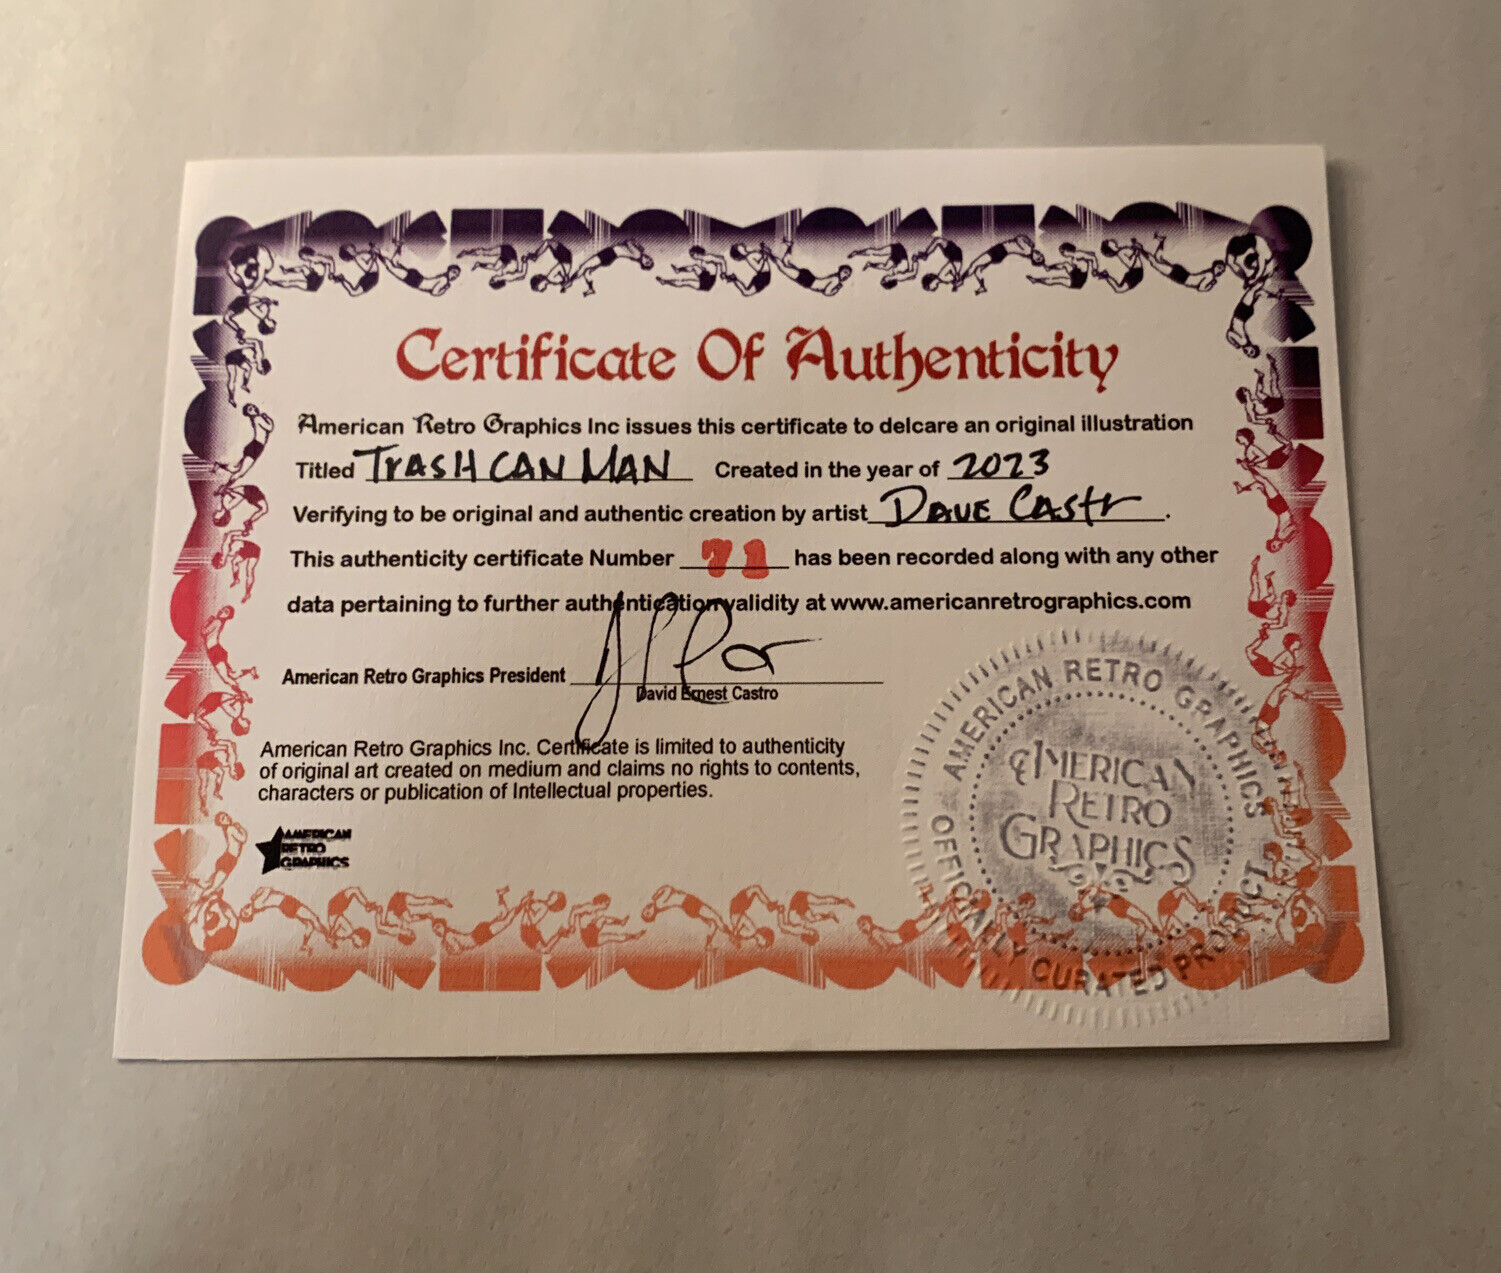 Certificate Of Authenticity
American Retro Graphics Inc issues this certificate to delcare an original illustration
Titled TrASH CAN MAN Created in the year of 2023
Verifying to be original and authentic creation by artist DAVE CAStr.
This authenticity certificate Number 71 has been recorded along with any other
data pertaining to further authentication validity at www.americanretrographics.com
American Retro Graphics President
David Ernest Castro
American Retro Graphics Inc. Certificate is limited to authenticity
of original art created on medium and claims no rights to contents,
characters or publication of Intellectual properties.
AMERICAN
RETRO
GRAPHICS
AMERICAN RETRO GRAPHICS
AMERICAN
RETRO
GRAPHICS
OFFICIALLY CURATED PRODUCT